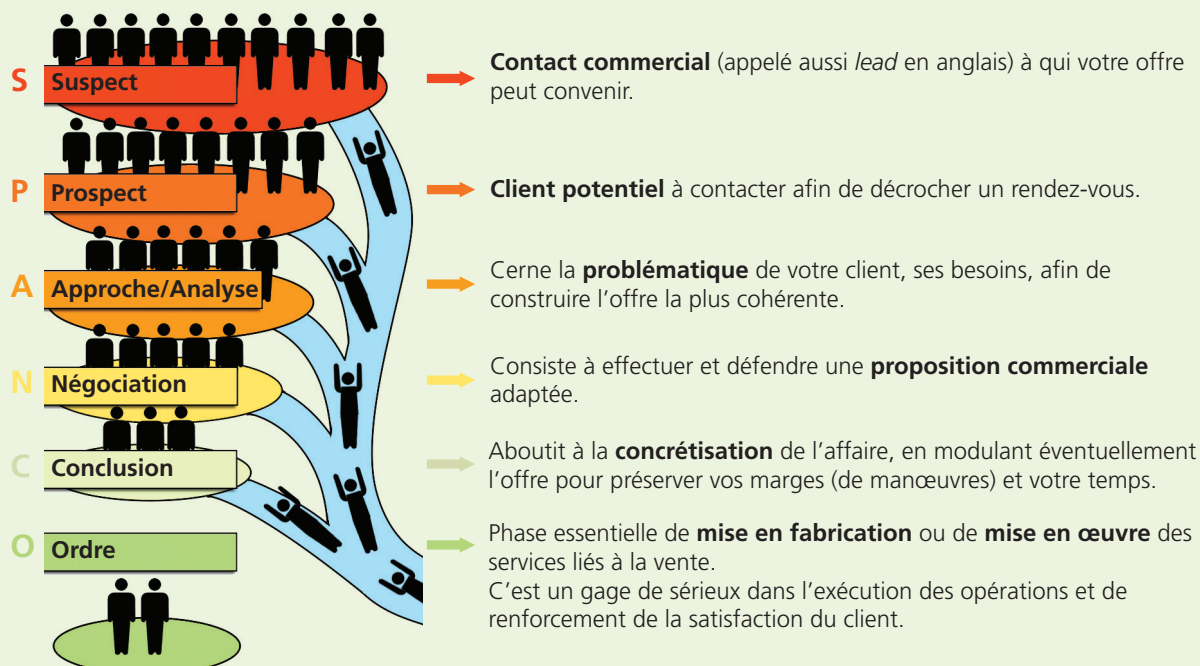 S Suspect
Contact commercial (appelé aussi lead en anglais) à qui votre offre
peut convenir.
P Prospect
Client potentiel à contacter afin de décrocher un rendez-vous.
A Approche/Analyse
Cerne la problématique de votre client, ses besoins, afin de
construire l’offre la plus cohérente.
N Négociation
Consiste à effectuer et défendre une proposition commerciale
adaptée.
C Conclusion
Aboutit à la concrétisation de l’affaire, en modulant éventuellement
l’offre pour préserver vos marges (de manœuvres) et votre temps.
O Ordre
Phase essentielle de mise en fabrication ou de mise en œuvre des
services liés à la vente.
C’est un gage de sérieux dans l’exécution des opérations et de
renforcement de la satisfaction du client.